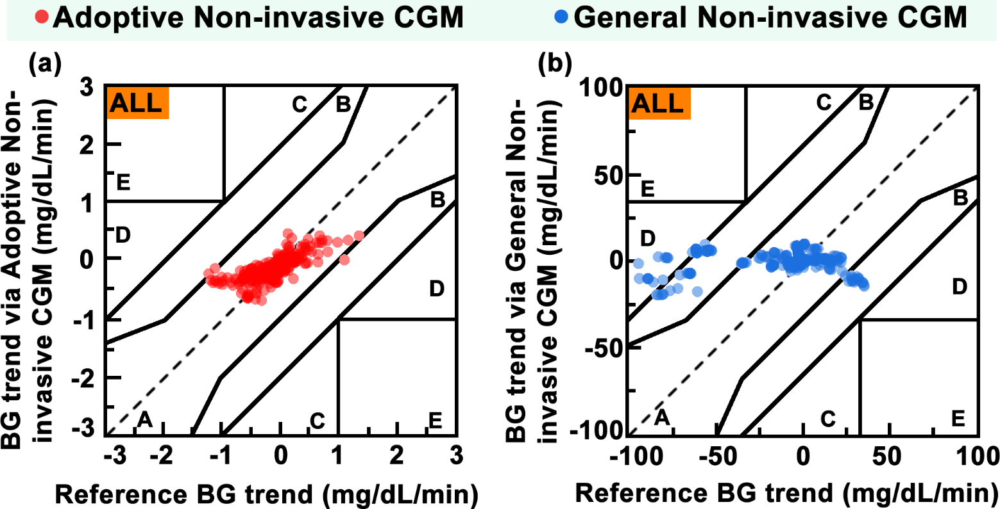 Adoptive Non-invasive CGM
General Non-invasive CGM
(a)
BG trend via Adoptive Non-
invasive CGM (mg/dL/min)
3
2
1
0
-1
-2
-3
ALL
C
B
E
D
B
D
A
C
E
-3 -2 -1 0 1 2 3
Reference BG trend (mg/dL/min)
(b)
BG trend via General Non-
invasive CGM (mg/dL/min)
100
50
0
-50
-100
ALL
C
B
E
D
B
D
A
C
E
-100 -50 0 50 100
Reference BG trend (mg/dL/min)